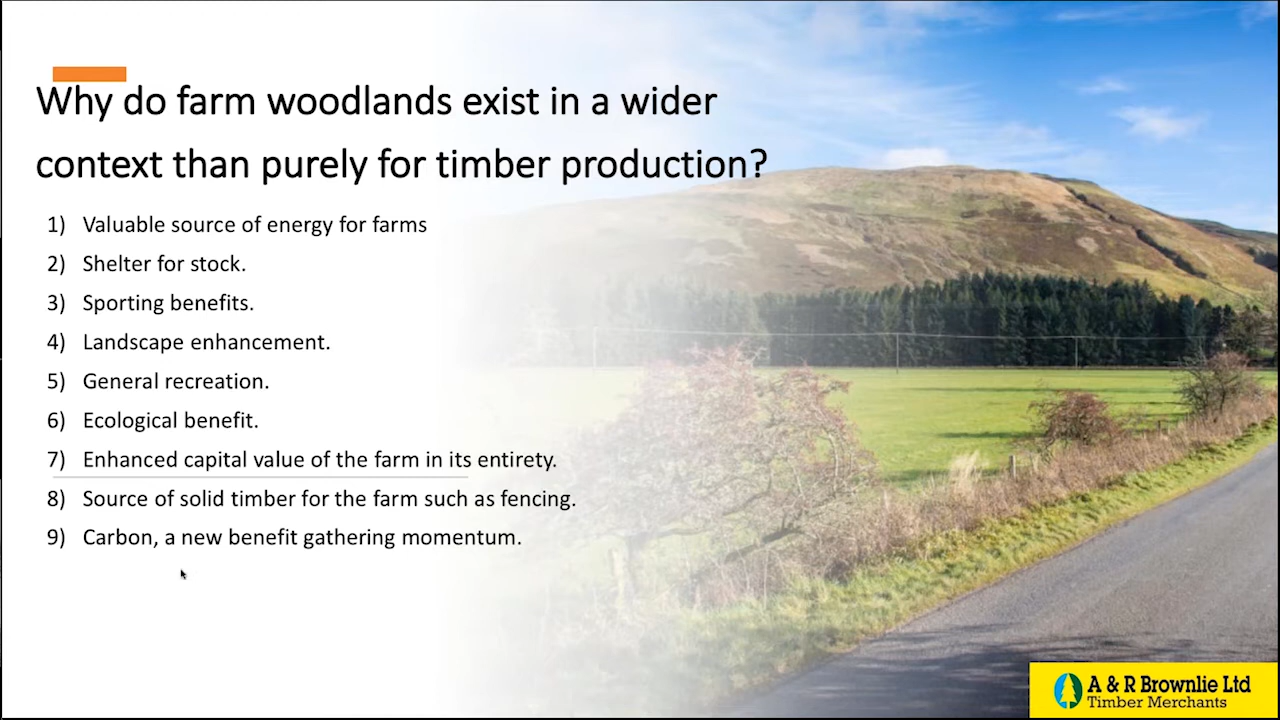 Why do farm woodlands exist in a wider
context than purely for timber production?
1) Valuable source of energy for farms
2) Shelter for stock.
3) Sporting benefits.
4) Landscape enhancement.
5) General recreation.
6) Ecological benefit.
7) Enhanced capital value of the farm in its entirety.
8) Source of solid timber for the farm such as fencing.
9) Carbon, a new benefit gathering momentum.
A & R Brownlie Ltd
Timber Merchants